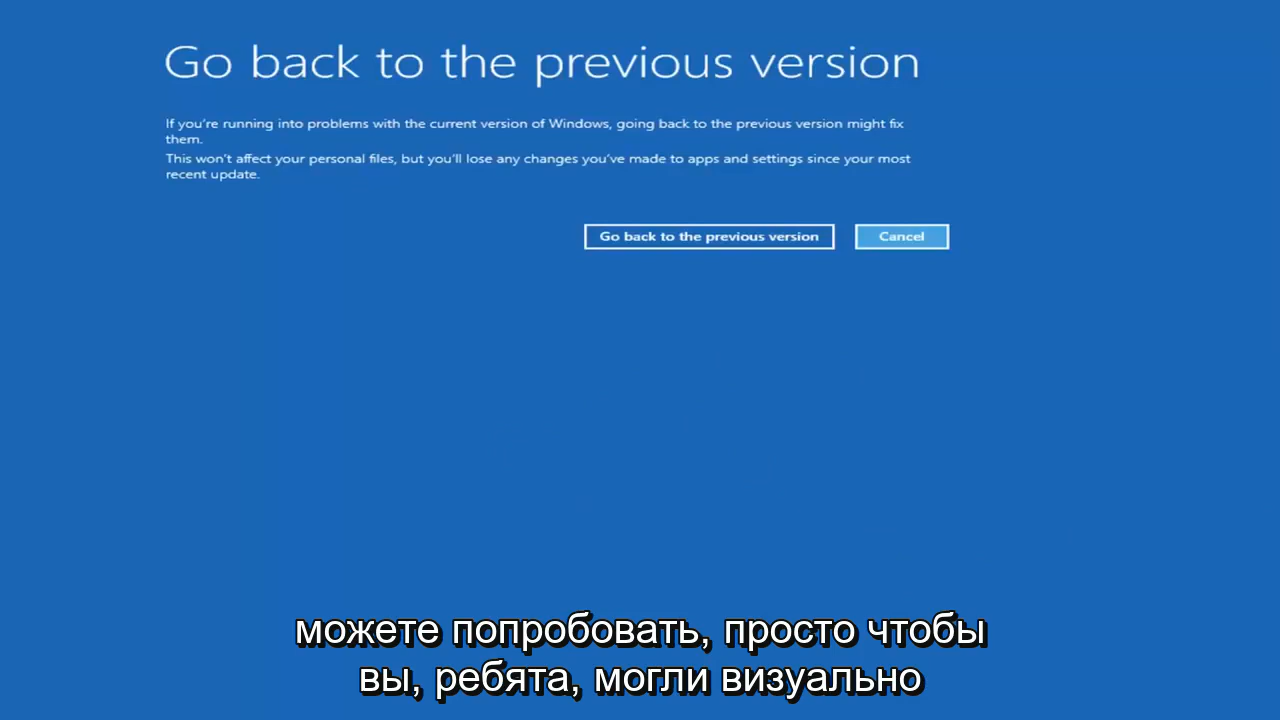 Go back to the previous version
If you're running into problems with the current version of Windows, going back to the previous version might fix
them.
This won't affect your personal files, but you'll lose any changes you've made to apps and settings since your most
recent update.
Go back to the previous version
Cancel
можете попробовать, просто чтобы
вы, ребята, могли визуально